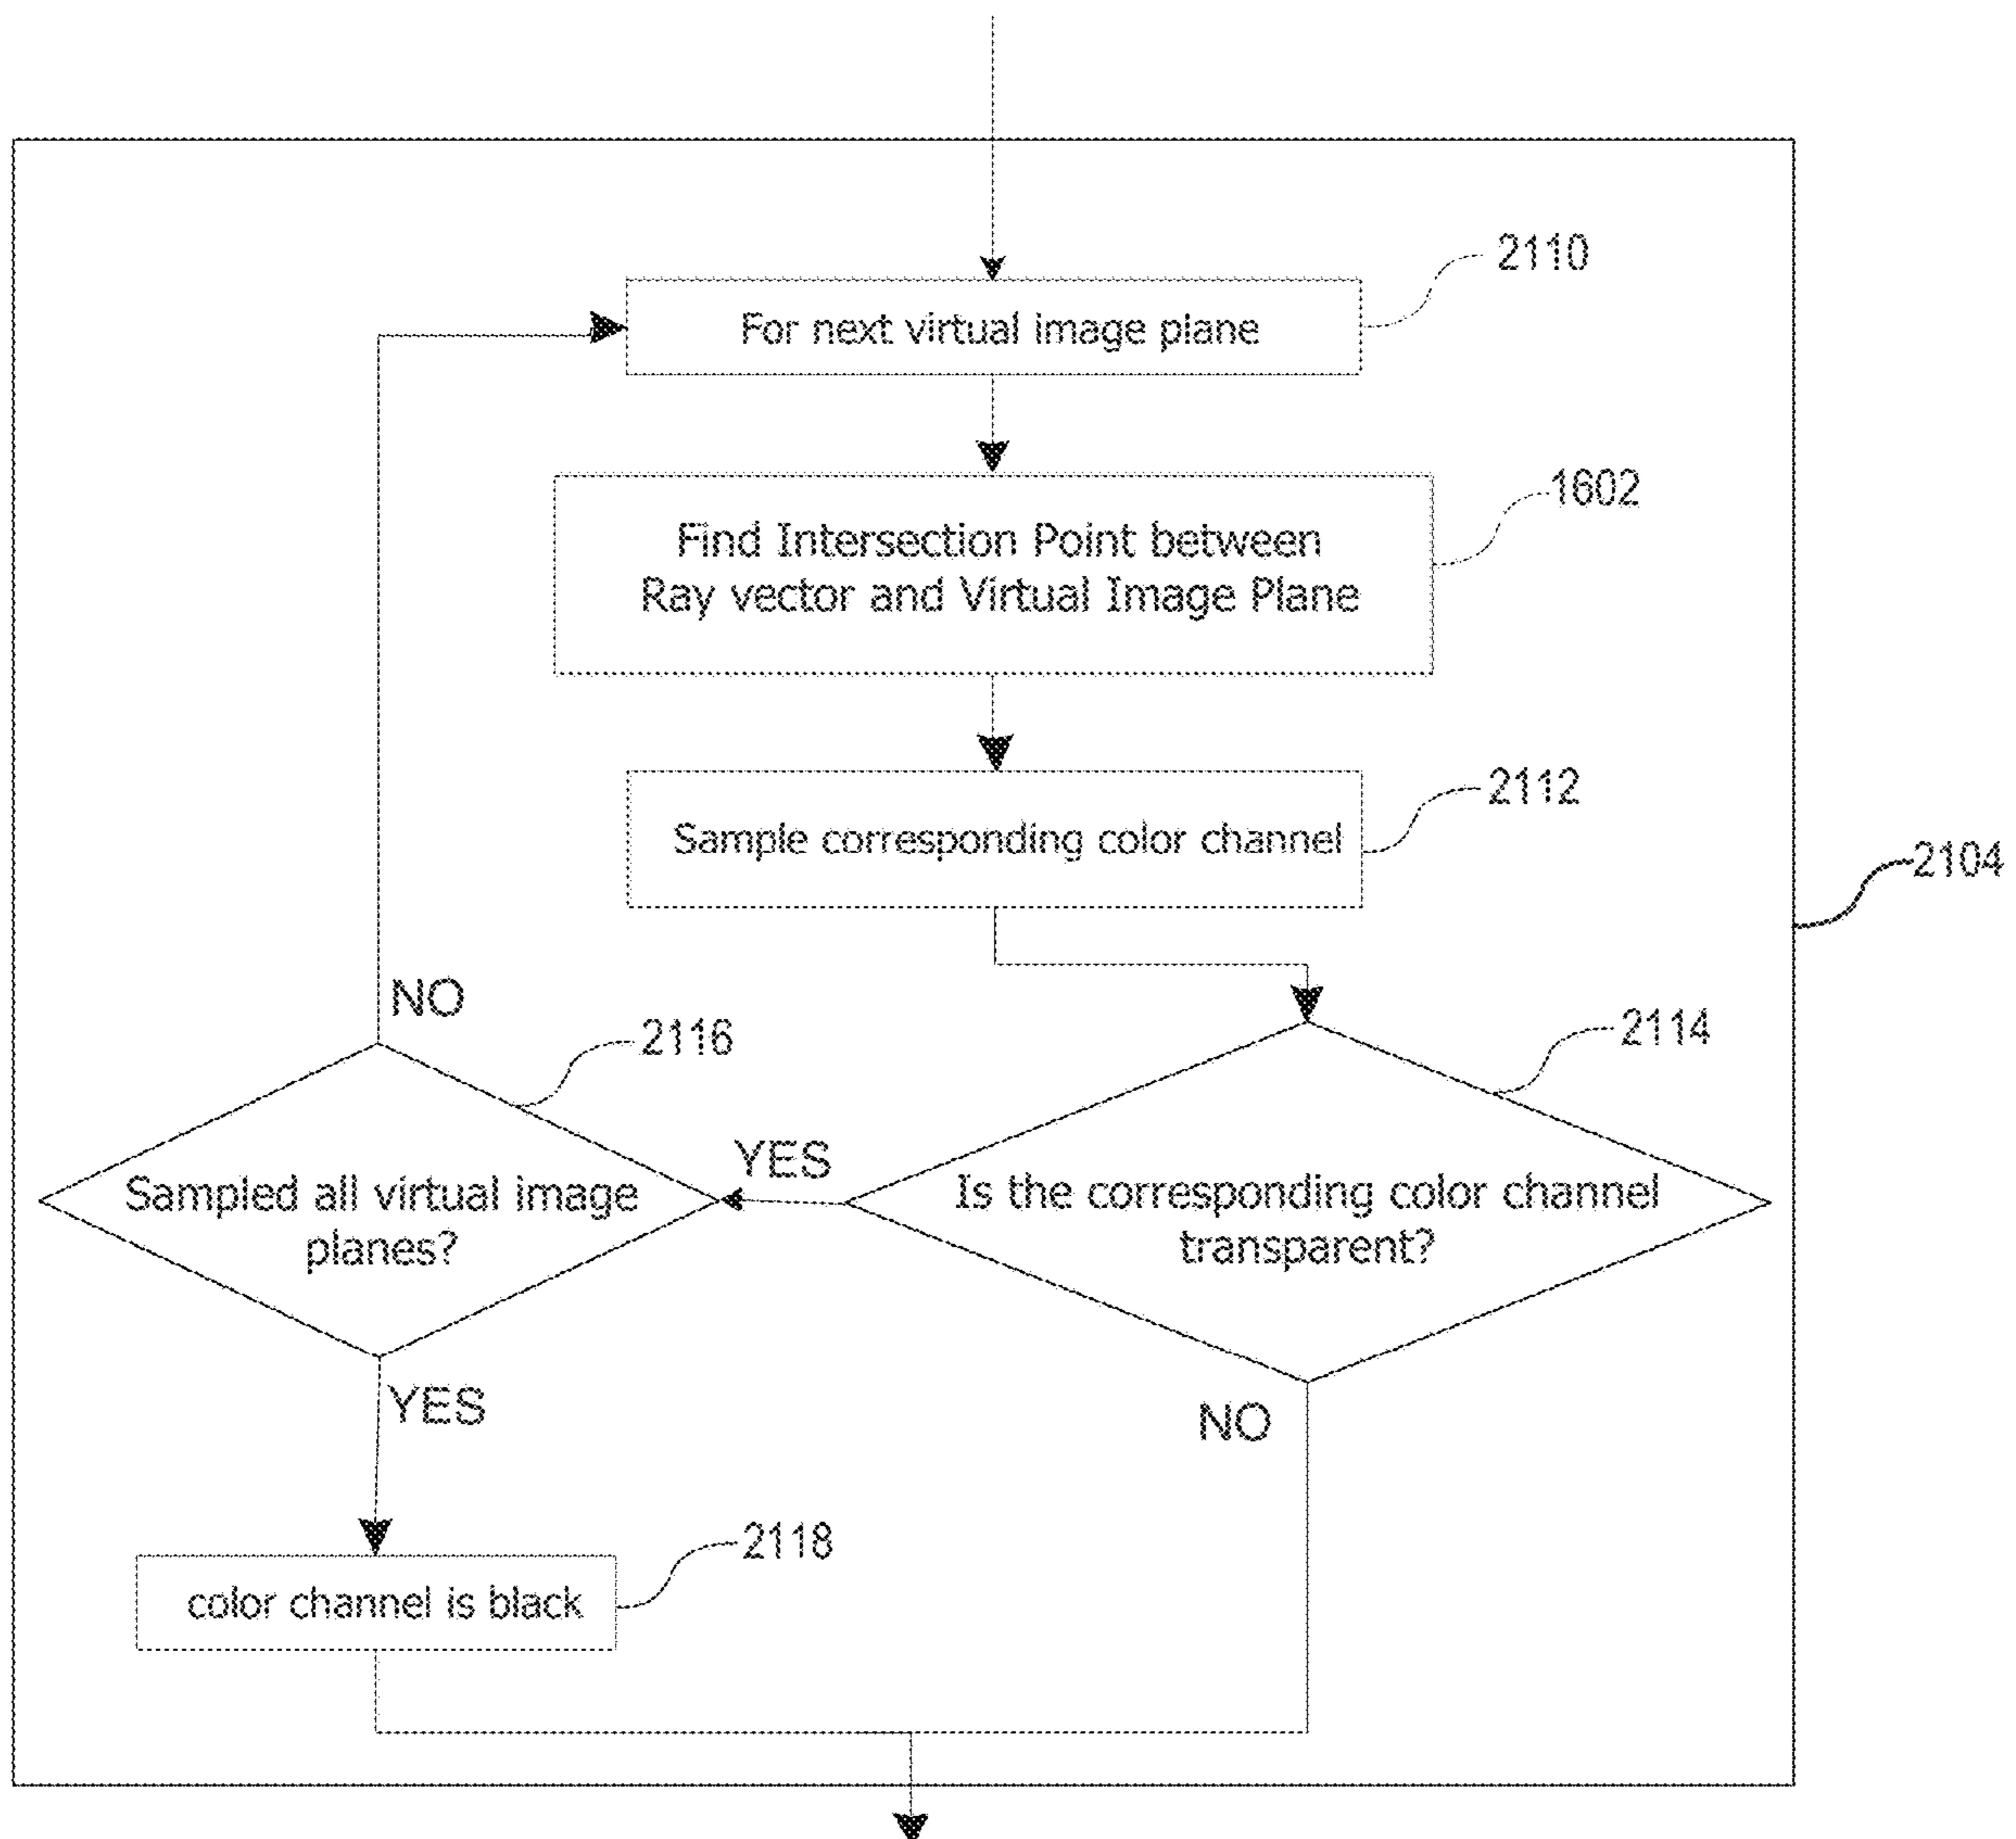 2110
For next virtual image plane
1602
Find Intersection Point between
Ray vector and Virtual Image Plane
2112
Sample corresponding color channel
2104
NO
2116
2114
YES
Sampled all virtual image
planes?
Is the corresponding color channel
transparent?
YES
NO
2118
color channel is black